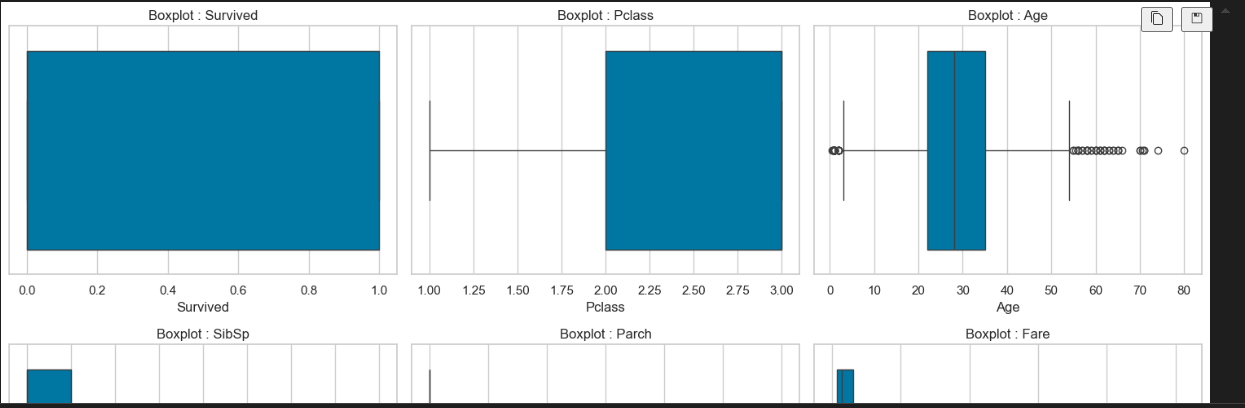 Boxplot : Survived
Boxplot : Pclass
Boxplot : Age
0.0 0.2 0.4 0.6 0.8 1.0
Survived
1.00 1.25 1.50 1.75 2.00 2.25 2.50 2.75 3.00
Pclass
0 10 20 30 40 50 60 70 80
Age
Boxplot : SibSp
Boxplot : Parch
Boxplot : Fare